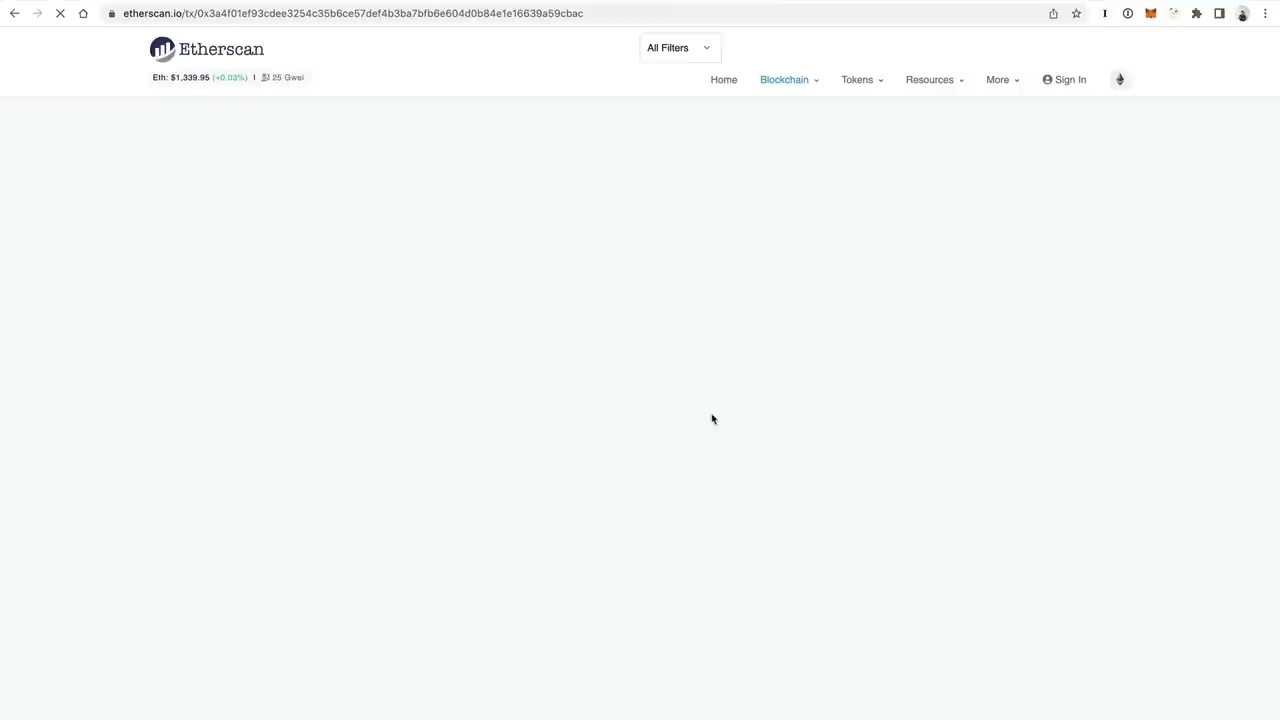 etherscan.io/tx/0x3a4f01ef93cdee3254c35b6ce57def4b3ba7bfb6e604d0b84e1e16639a59cbac
Etherscan
All Filters
Eth: $1,339.95 (+0.03%) | 25 Gwei
Home Blockchain Tokens Resources More Sign In